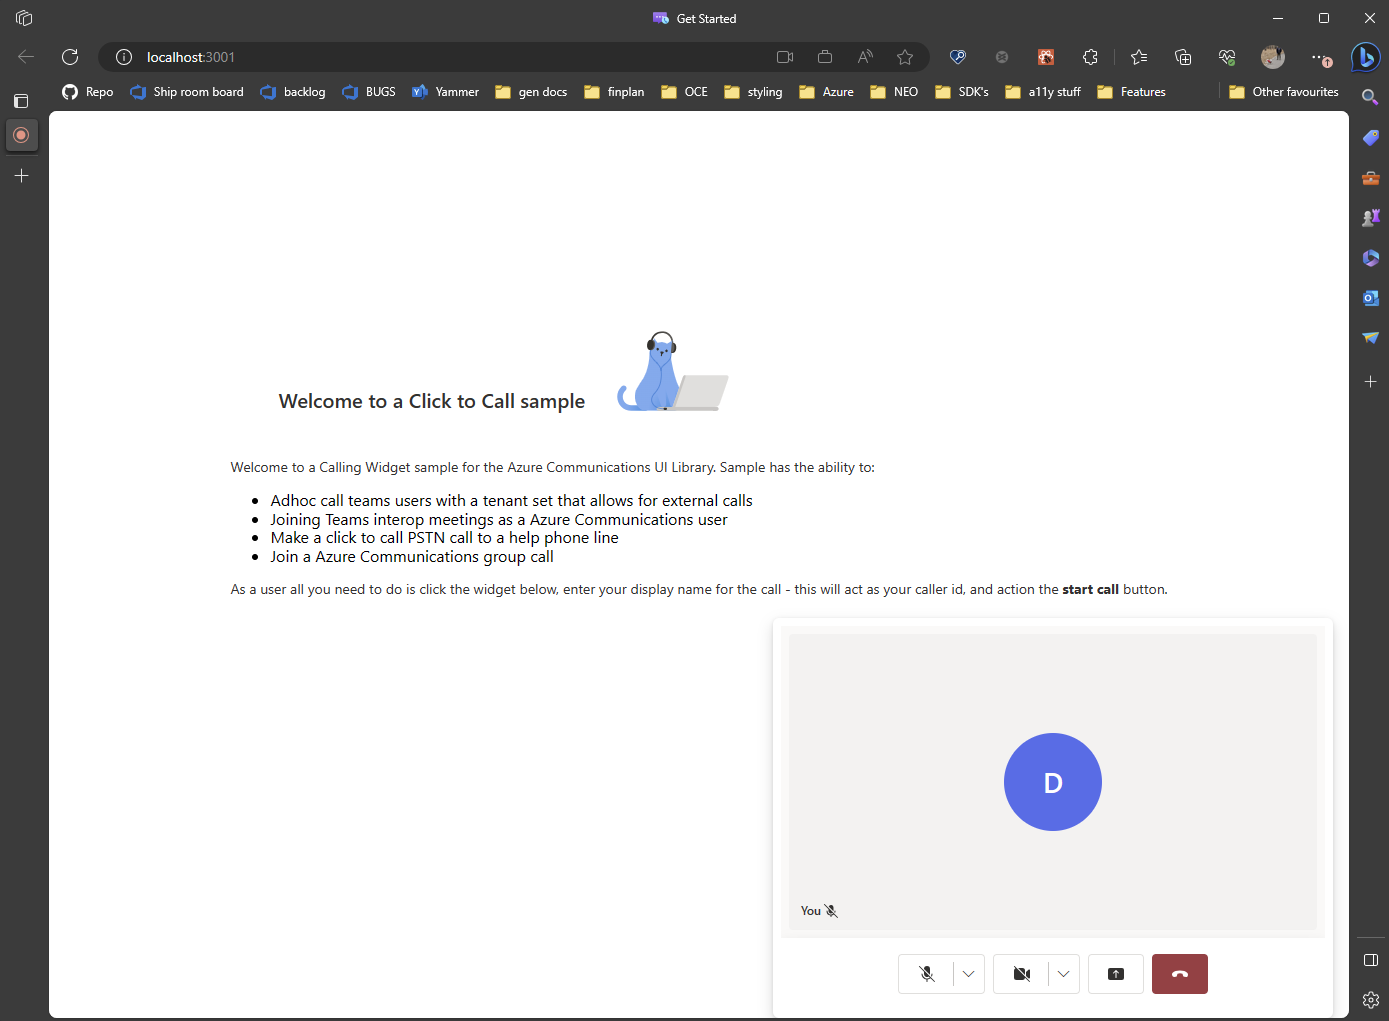 Get Started
localhost:3001
Repo Ship room board backlog BUGS Yammer gen docs finplan OCE styling Azure NEO SDK's a11y stuff Features Other favourites
Welcome to a Click to Call sample
Welcome to a Calling Widget sample for the Azure Communications UI Library. Sample has the ability to:
Adhoc call teams users with a tenant set that allows for external calls
Joining Teams interop meetings as a Azure Communications user
Make a click to call PSTN call to a help phone line
Join a Azure Communications group call
As a user all you need to do is click the widget below, enter your display name for the call - this will act as your caller id, and action the start call button.
D
You